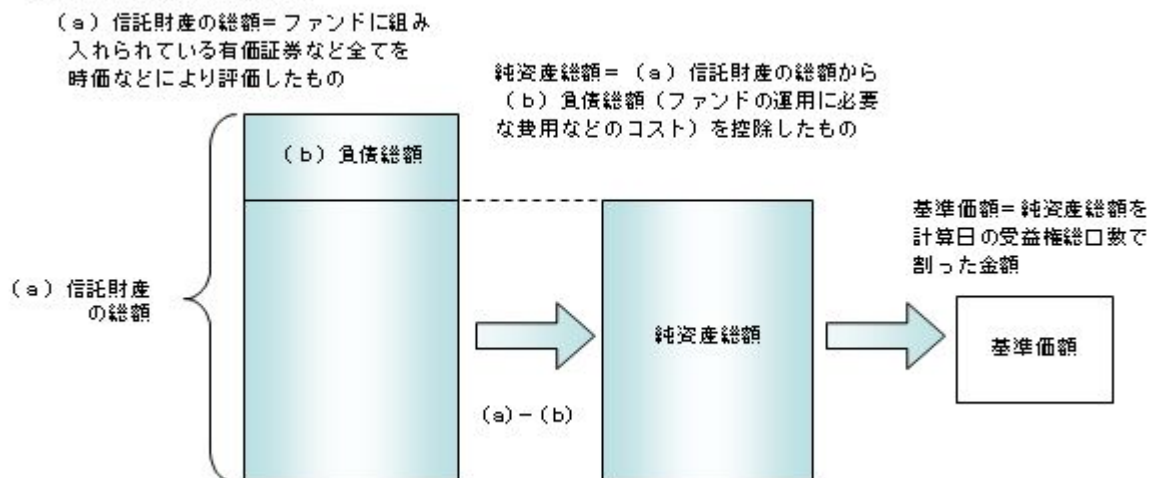 (a)信託財産の総額=ファンドに組み
入れられている有価証券など全てを
時価などにより評価したもの
純資産総額=(a)信託財産の総額から
(b)負債総額(ファンドの運用に必要
な費用などのコスト)を控除したもの
(b)負債総額
基準価額=純資産総額を
計算日の受益権総口数で
割った金額
(a)信託財産
の総額
純資産総額
基準価額
(a)-(b)